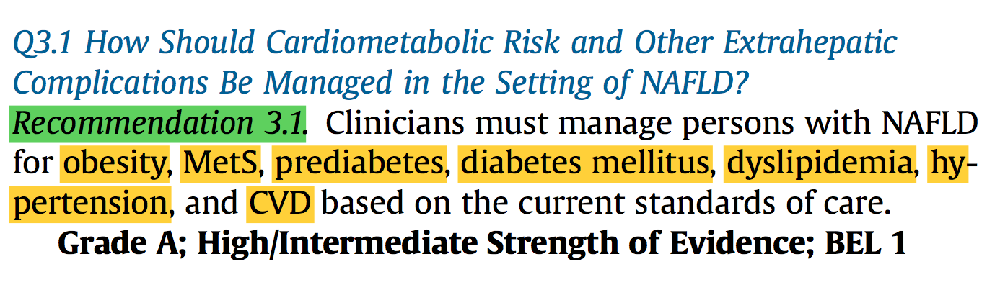 Q3.1 How Should Cardiometabolic Risk and Other Extrahepatic
Complications Be Managed in the Setting of NAFLD?
Recommendation 3.1. Clinicians must manage persons with NAFLD
for obesity, MetS, prediabetes, diabetes mellitus, dyslipidemia, hy-
pertension, and CVD based on the current standards of care.
Grade A; High/Intermediate Strength of Evidence; BEL 1